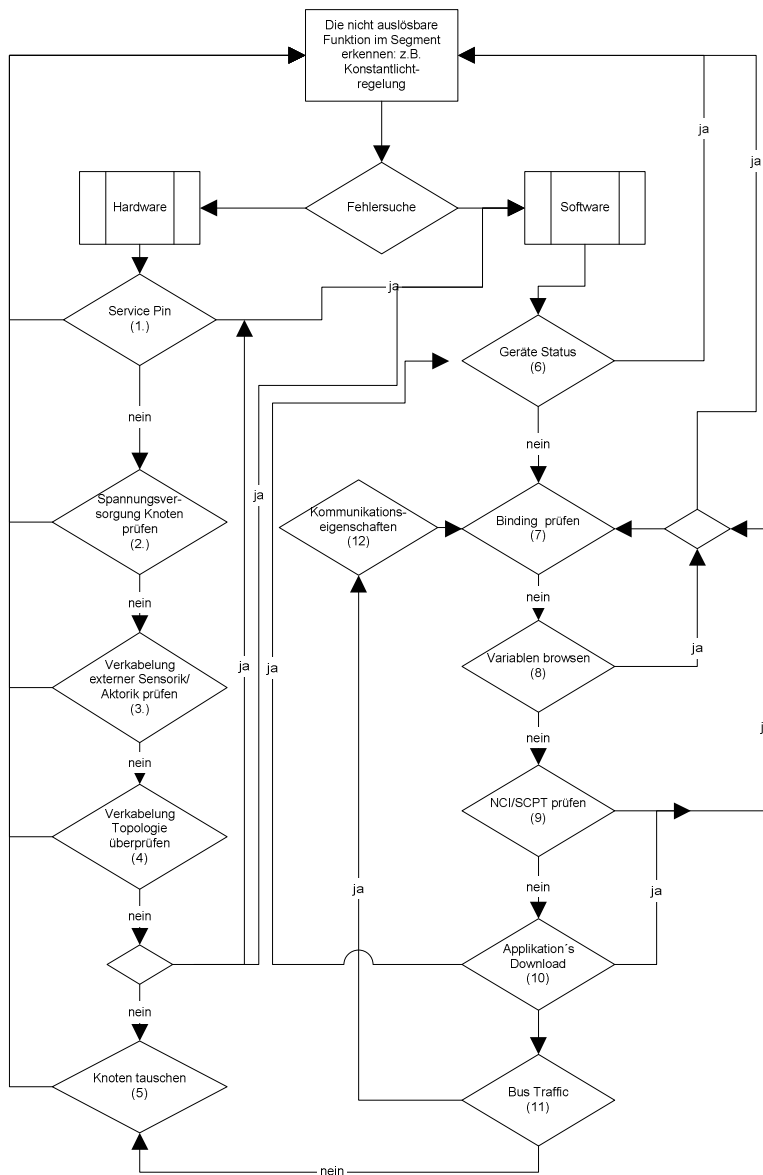 Die nicht auslösbare
Funktion im Segment
erkennen: z.B.
Konstantlicht-
regelung
ja
ja
Hardware
Fehlersuche
Software
ja
Service Pin
(1.)
Geräte Status
(6)
nein
nein
Spannungsver-
sorgung Knoten
prüfen
(2.)
ja
Kommunikations-
eigenschaften
(12)
Binding prüfen
(7)
nein
nein
Verkabelung
externer Sensorik/
Aktorik prüfen
(3.)
ja
ja
Variablen browsen
(8)
ja
nein
nein
j
Verkabelung
Topologie
überprüfen
(4)
NCI/SCPT prüfen
(9)
nein
nein
ja
ja
Applikation´s
Download
(10)
nein
Knoten tauschen
(5)
Bus Traffic
(11)
nein